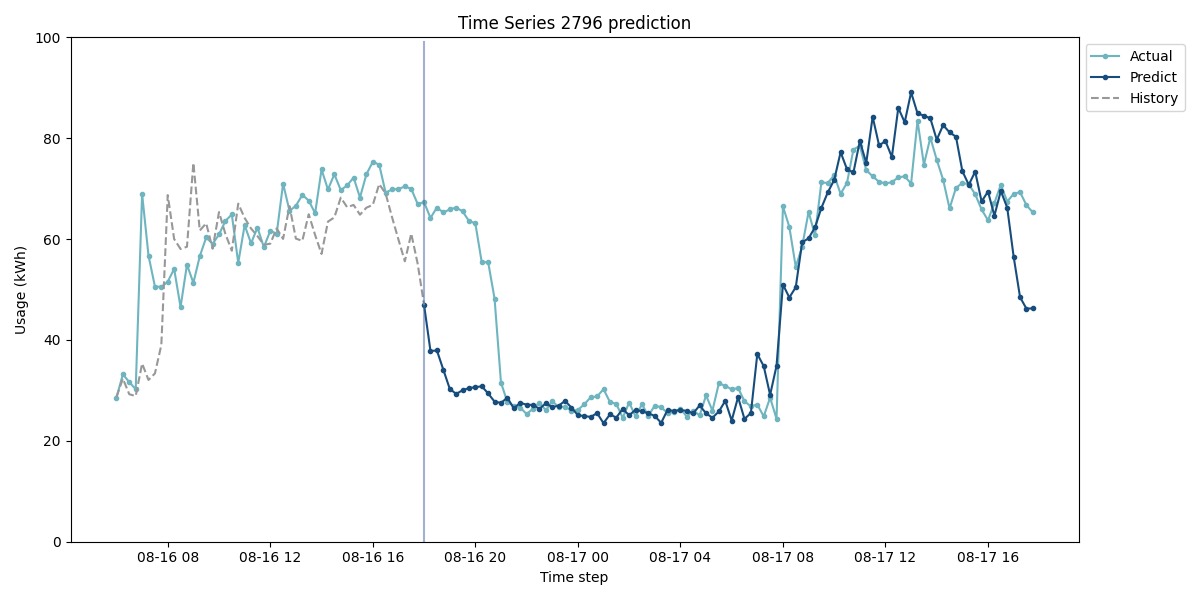 Time Series 2796 prediction
100
80
60
40
20
0
Usage (kWh)
08-16 08
08-16 12
08-16 16
08-16 20
08-17 00
08-17 04
08-17 08
08-17 12
08-17 16
Time step
Actual
Predict
History